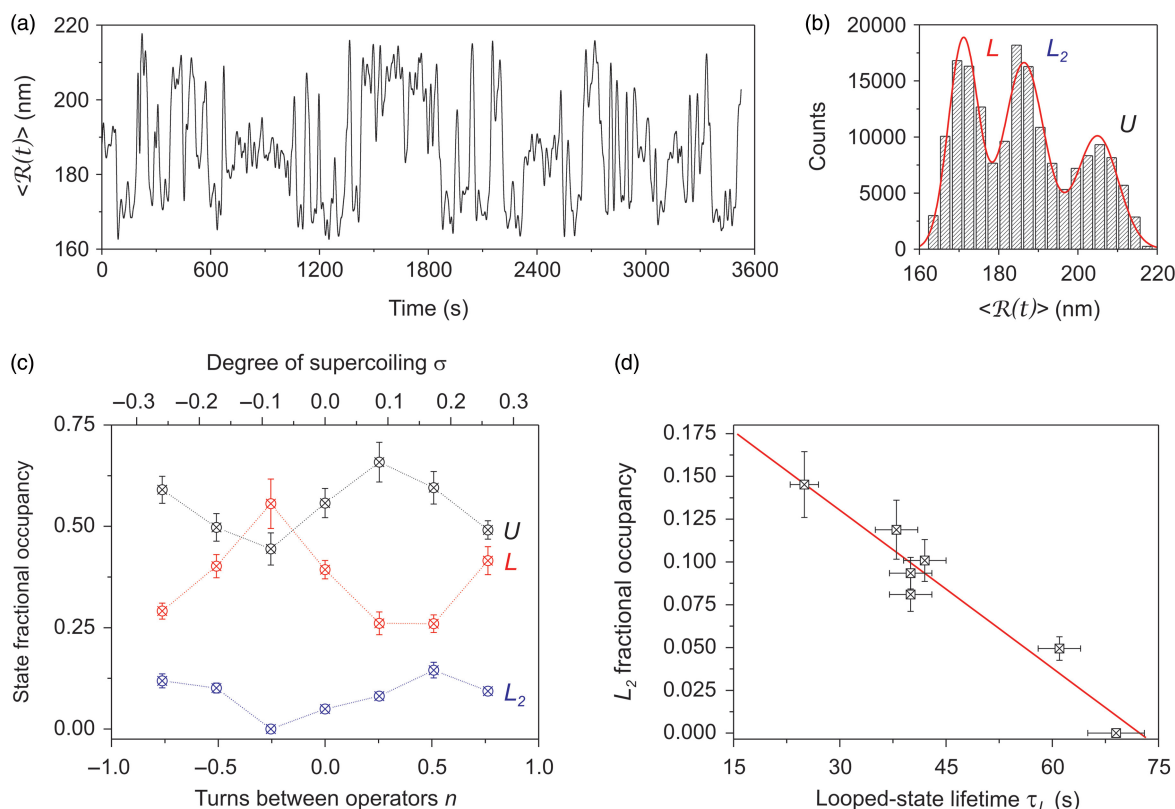 (a)
220
200
180
160
<R(t)> (nm)
0 600 1200 1800 2400 3000 3600
Time (s)
(b)
20000
15000
10000
5000
0
Counts
L
L2
U
160 180 200 220
<R(t)> (nm)
(c)
Degree of supercoiling σ
–0.3 –0.2 –0.1 0.0 0.1 0.2 0.3
0.75
0.50
0.25
0.00
State fractional occupancy
U
L
L2
–1.0 –0.5 0.0 0.5 1.0
Turns between operators n
(d)
0.175
0.150
0.125
0.100
0.075
0.050
0.025
0.000
L2 fractional occupancy
15 30 45 60 75
Looped-state lifetime τL (s)